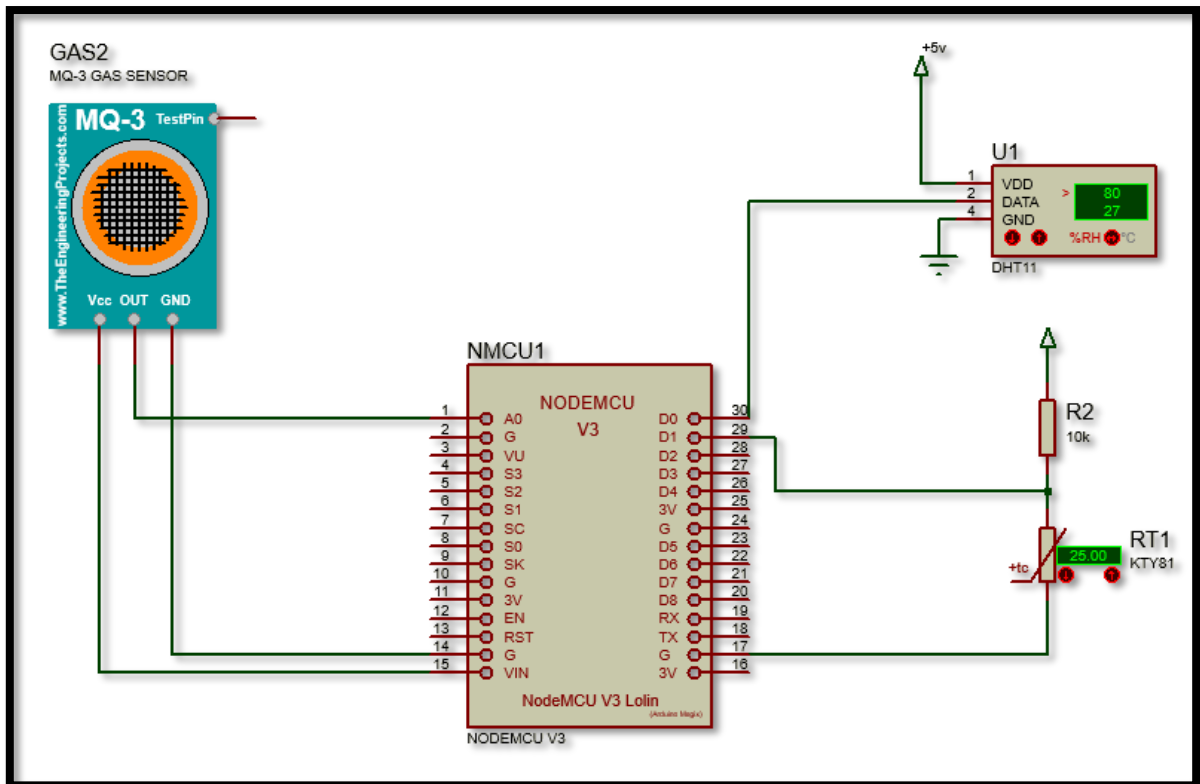 GAS2
MQ-3 GAS SENSOR
MQ-3 TestPin
www.TheEngineeringProjects.com
Vcc OUT GND
+5v
U1
1 VDD
2 DATA
4 GND
> 80
27
%RH °C
DHT11
NMCU1
NODEMCU
V3
1 A0 D0 30
2 G D1 29
3 VU D2 28
4 S3 D3 27
5 S2 D4 26
6 S1 3V 25
7 SC G 24
8 S0 D5 23
9 SK D6 22
10 G D7 21
11 3V D8 20
12 EN RX 19
13 RST TX 18
14 G G 17
15 VIN 3V 16
NodeMCU V3 Lolin
(Arduino Magix)
NODEMCU V3
R2
10k
RT1
KTY81
25.00
+tc